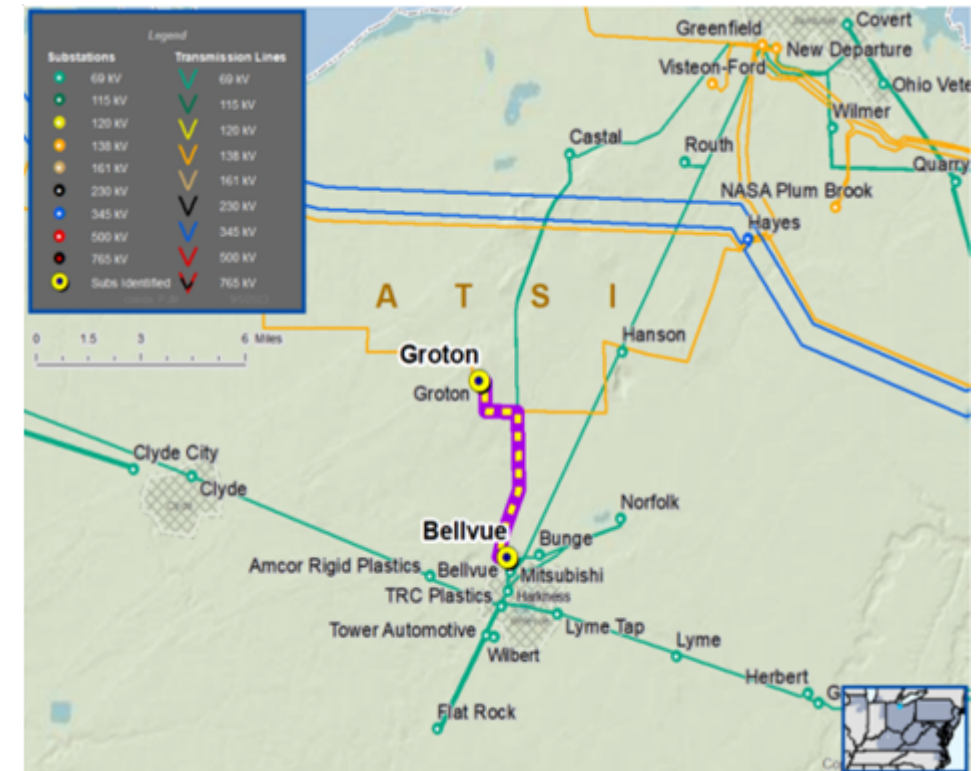 Legend
Substations
69 kV
115 kV
120 kV
138 kV
161 kV
230 kV
345 kV
500 kV
765 kV
Subs Identified
Transmission Lines
69 kV
115 kV
120 kV
138 kV
161 kV
230 kV
345 kV
500 kV
765 kV
0 1.5 3 6 Miles
Greenfield
Covert
New Departure
Visteon-Ford
Ohio Vete
Wilmer
Castal
Routh
Quarry
NASA Plum Brook
Hayes
A T S I
Hanson
Groton
Groton
Clyde City
Clyde
Clyde
Norfolk
Bellvue
Bunge
Amcor Rigid Plastics
Bellvue
Mitsubishi
TRC Plastics
Harkness
Lyme Tap
Tower Automotive
Wilbert
Lyme
Herbert
G
Flat Rock
Co